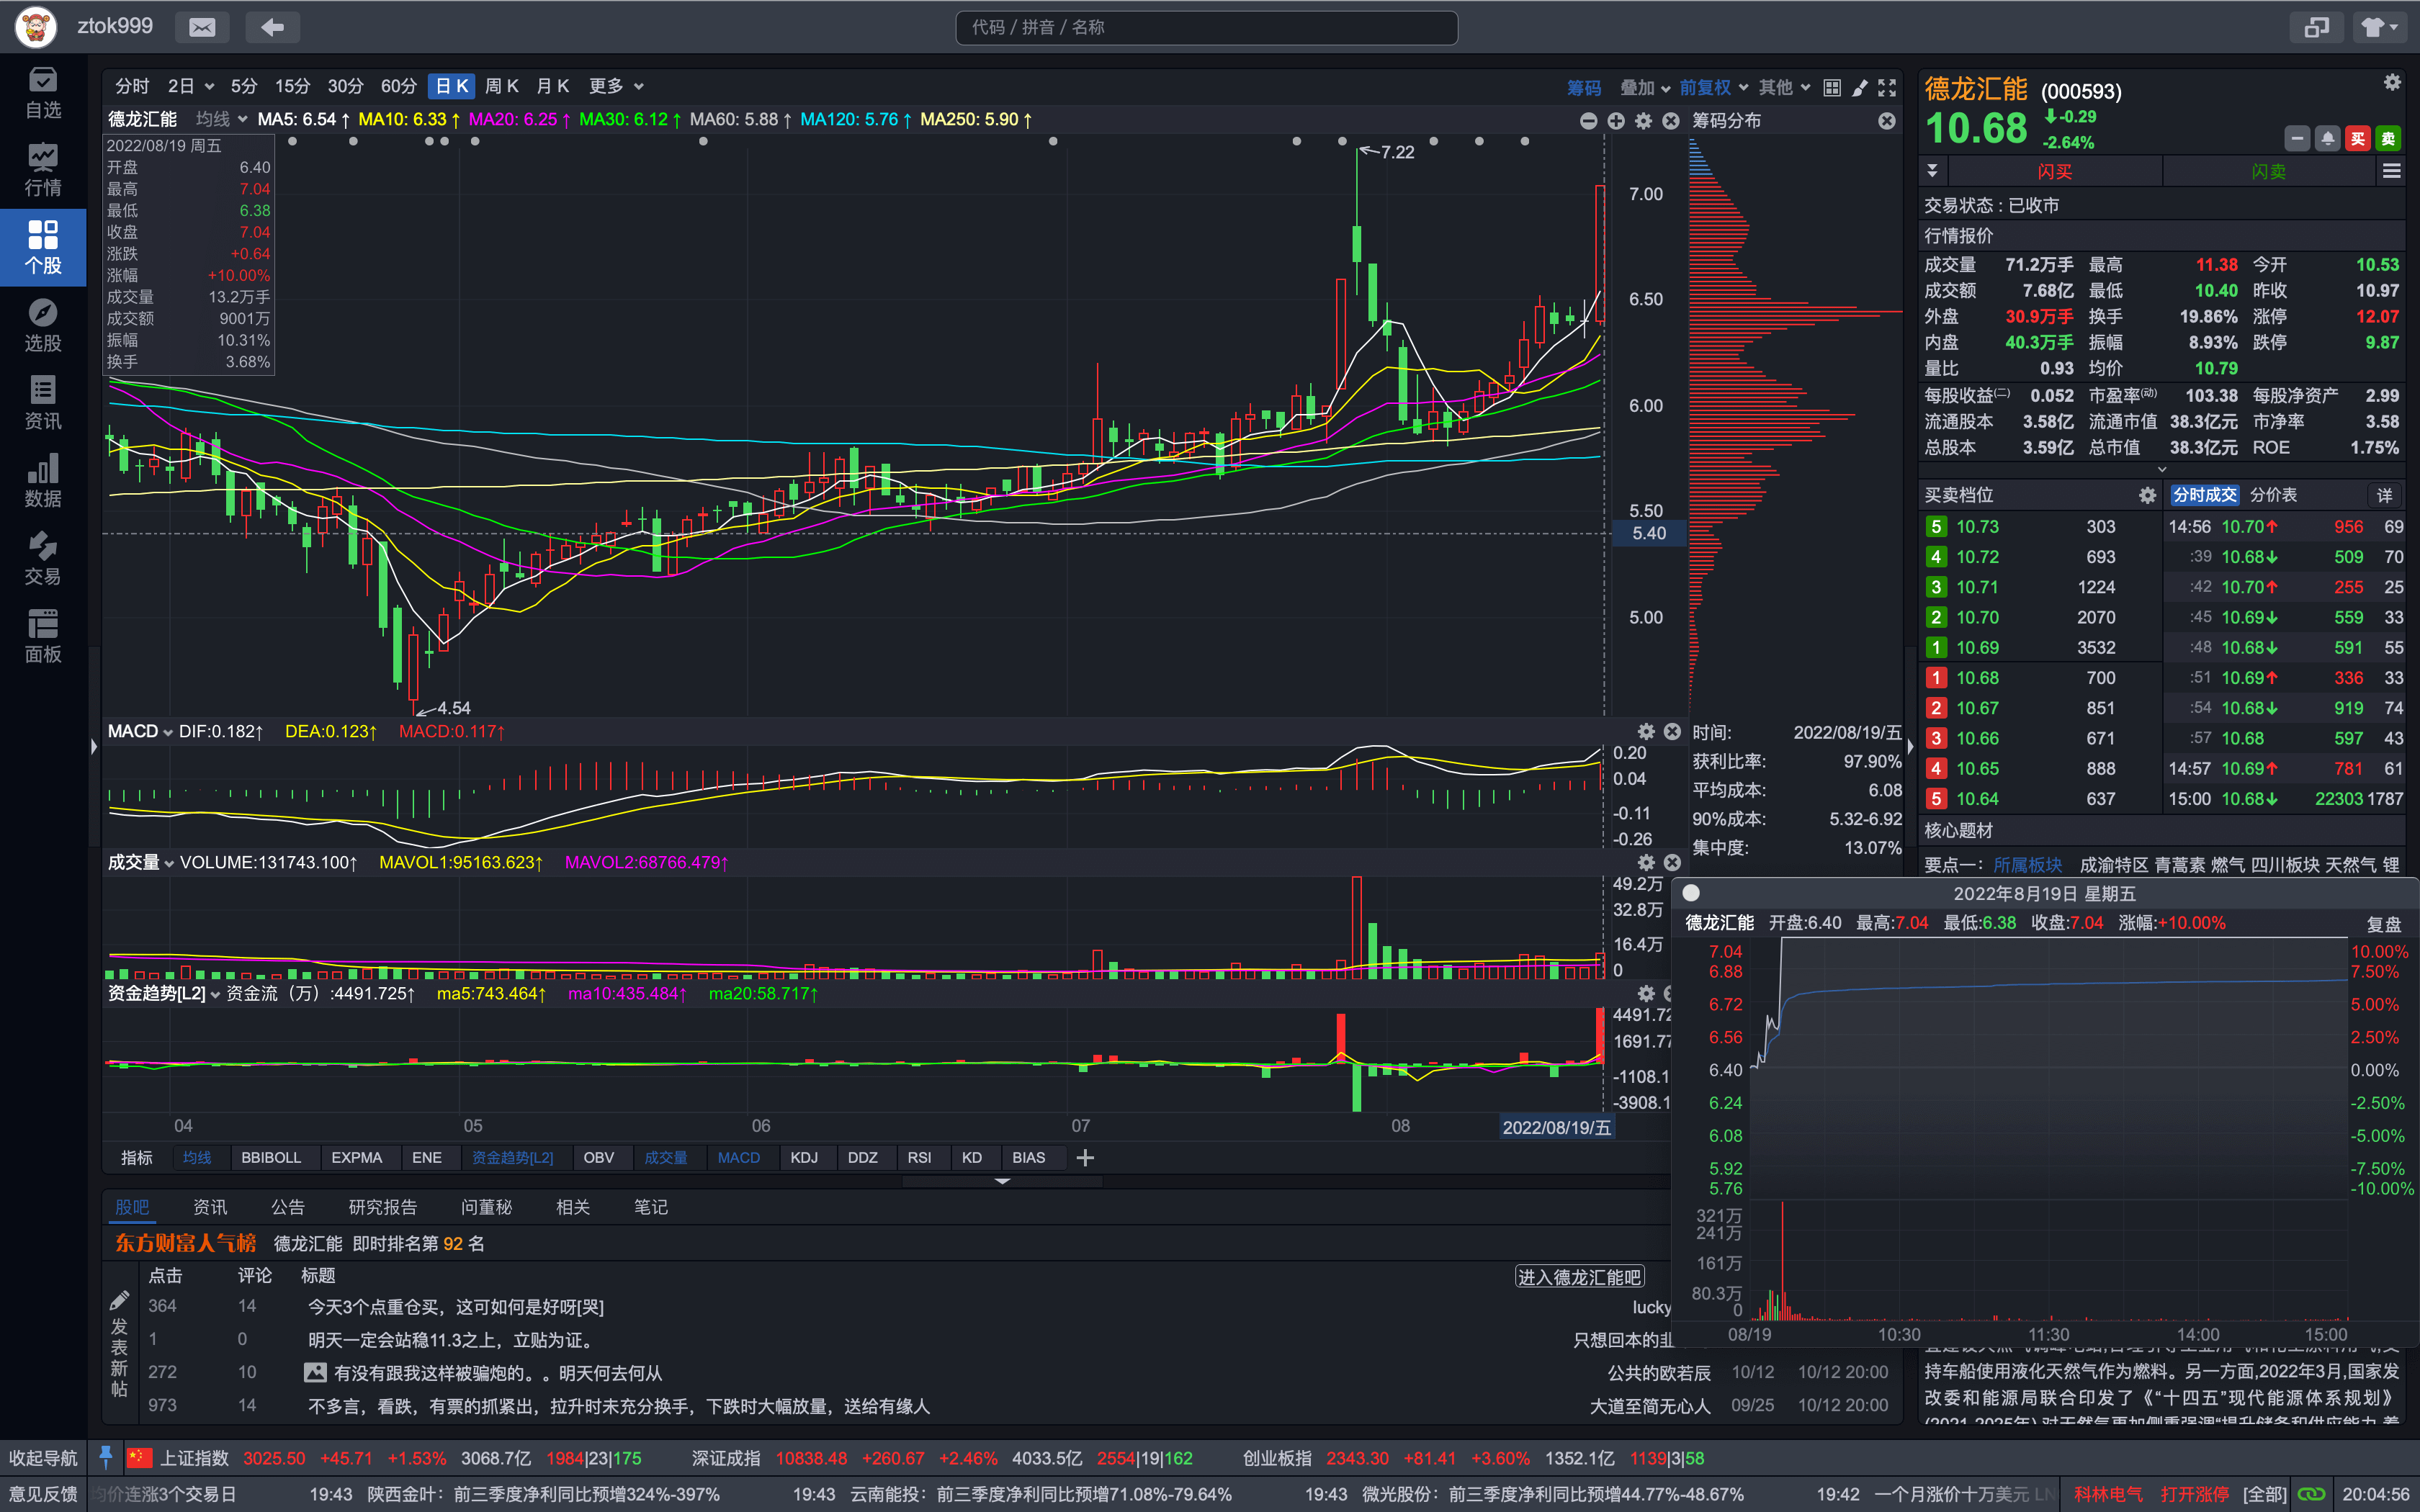 ztok999
代码 / 拼音 / 名称
自选
行情
个股
选股
资讯
数据
交易
面板
分时 2日 5分 15分 30分 60分 日K 周K 月K 更多 筹码 叠加 前复权 其他
德龙汇能 均线 MA5: 6.54↑ MA10: 6.33↑ MA20: 6.25↑ MA30: 6.12↑ MA60: 5.88↑ MA120: 5.76↑ MA250: 5.90↑ 筹码分布
2022/08/19 周五
开盘 6.40
最高 7.04
最低 6.38
收盘 7.04
涨跌 +0.64
涨幅 +10.00%
成交量 13.2万手
成交额 9001万
振幅 10.31%
换手 3.68%
7.22
7.00
6.50
6.00
5.50
5.40
5.00
4.54
MACD DIF:0.182↑ DEA:0.123↑ MACD:0.117↑
0.20
0.04
-0.11
-0.26
时间: 2022/08/19/五
获利比率: 97.90%
平均成本: 6.08
90%成本: 5.32-6.92
集中度: 13.07%
成交量 VOLUME:131743.100↑ MAVOL1:95163.623↑ MAVOL2:68766.479↑
49.2万
32.8万
16.4万
0
资金趋势[L2] 资金流（万）:4491.725↑ ma5:743.464↑ ma10:435.484↑ ma20:58.717↑
4491.72
1691.77
-1108.1
-3908.1
04 05 06 07 08 2022/08/19/五
指标 均线 BBIBOLL EXPMA ENE 资金趋势[L2] OBV 成交量 MACD KDJ DDZ RSI KD BIAS
股吧 资讯 公告 研究报告 问董秘 相关 笔记
东方财富人气榜 德龙汇能 即时排名第 92 名
点击 评论 标题 进入德龙汇能吧
发表新帖
364 14 今天3个点重仓买，这可如何是好呀[哭] lucky
1 0 明天一定会站稳11.3之上，立贴为证。 只想回本的韭
272 10 有没有跟我这样被骗炮的。。明天何去何从 公共的欧若辰 10/12 10/12 20:00
973 14 不多言，看跌，有票的抓紧出，拉升时未充分换手，下跌时大幅放量，送给有缘人 大道至简无心人 09/25 10/12 20:00
德龙汇能 (000593)
10.68 -0.29
-2.64%
买 卖
闪买 闪卖
交易状态 : 已收市
行情报价
成交量 71.2万手 最高 11.38 今开 10.53
成交额 7.68亿 最低 10.40 昨收 10.97
外盘 30.9万手 换手 19.86% 涨停 12.07
内盘 40.3万手 振幅 8.93% 跌停 9.87
量比 0.93 均价 10.79
每股收益(二) 0.052 市盈率(动) 103.38 每股净资产 2.99
流通股本 3.58亿 流通市值 38.3亿元 市净率 3.58
总股本 3.59亿 总市值 38.3亿元 ROE 1.75%
买卖档位 分时成交 分价表 详
5 10.73 303 14:56 10.70↑ 956 69
4 10.72 693 :39 10.68↓ 509 70
3 10.71 1224 :42 10.70↑ 255 25
2 10.70 2070 :45 10.69↓ 559 33
1 10.69 3532 :48 10.68↓ 591 55
1 10.68 700 :51 10.69↑ 336 33
2 10.67 851 :54 10.68↓ 919 74
3 10.66 671 :57 10.68 597 43
4 10.65 888 14:57 10.69↑ 781 61
5 10.64 637 15:00 10.68↓ 22303 1787
核心题材
要点一： 所属板块 成渝特区 青蒿素 燃气 四川板块 天然气 锂
2022年8月19日 星期五
德龙汇能 开盘:6.40 最高:7.04 最低:6.38 收盘:7.04 涨幅:+10.00% 复盘
7.04 10.00%
6.88 7.50%
6.72 5.00%
6.56 2.50%
6.40 0.00%
6.24 -2.50%
6.08 -5.00%
5.92 -7.50%
5.76 -10.00%
321万
241万
161万
80.3万
0
08/19 10:30 11:30 14:00 15:00
持车船使用液化天然气作为燃料。另一方面,2022年3月,国家发
改委和能源局联合印发了《“十四五”现代能源体系规划》
收起导航 上证指数 3025.50 +45.71 +1.53% 3068.7亿 1984|23|175 深证成指 10838.48 +260.67 +2.46% 4033.5亿 2554|19|162 创业板指 2343.30 +81.41 +3.60% 1352.1亿 1139|3|58
意见反馈 均价连涨3个交易日 19:43 陕西金叶：前三季度净利同比预增324%-397% 19:43 云南能投：前三季度净利同比预增71.08%-79.64% 19:43 微光股份：前三季度净利同比预增44.77%-48.67% 19:42 一个月涨价十万美元 LN 科林电气 打开涨停 [全部] 20:04:56